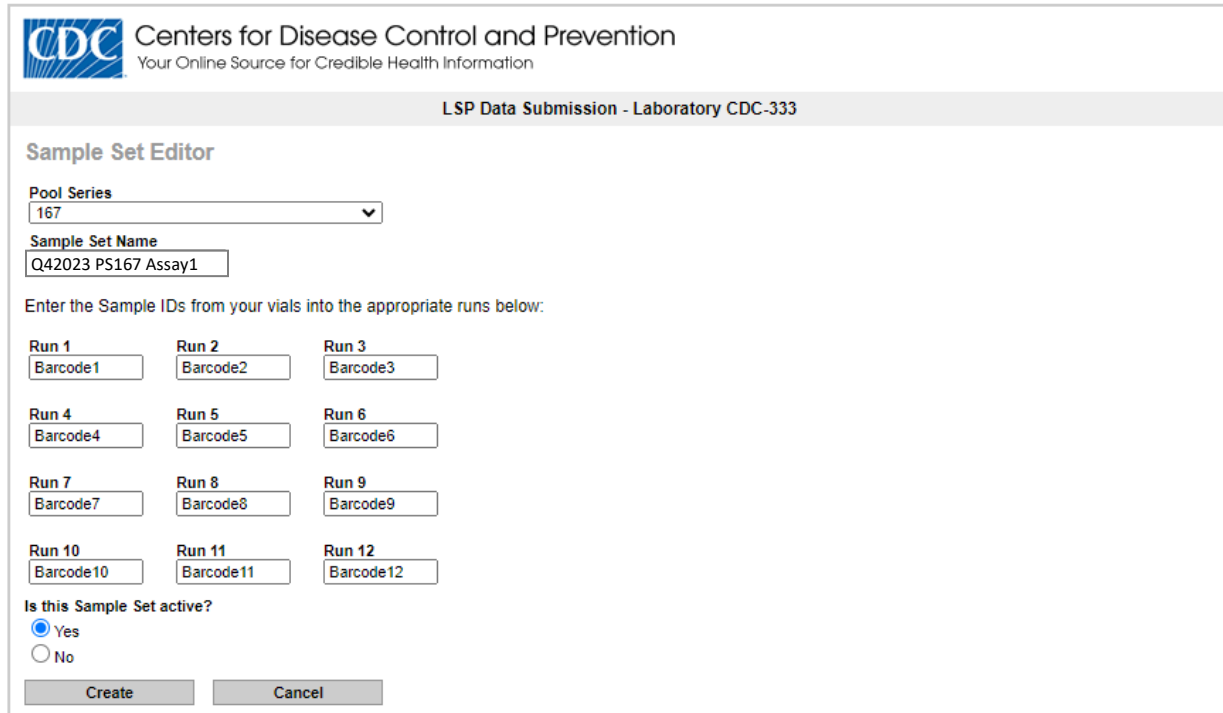 CDC
Centers for Disease Control and Prevention
Your Online Source for Credible Health Information
LSP Data Submission - Laboratory CDC-333
Sample Set Editor
Pool Series
167
Sample Set Name
Q42023 PS167 Assay1
Enter the Sample IDs from your vials into the appropriate runs below:
Run 1 Run 2 Run 3
Barcode1 Barcode2 Barcode3
Run 4 Run 5 Run 6
Barcode4 Barcode5 Barcode6
Run 7 Run 8 Run 9
Barcode7 Barcode8 Barcode9
Run 10 Run 11 Run 12
Barcode10 Barcode11 Barcode12
Is this Sample Set active?
Yes
No
Create Cancel